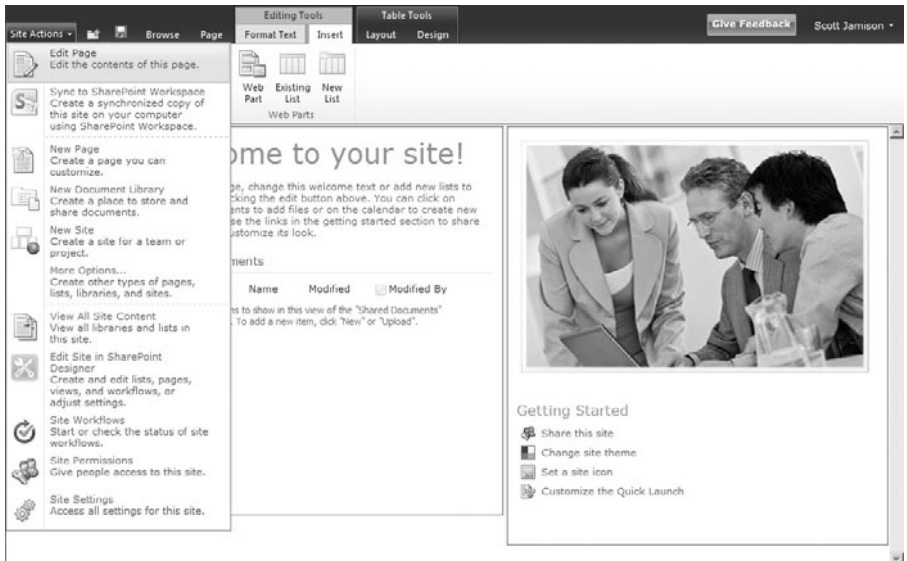 Editing Tools
Table Tools
Site Actions
Browse
Page
Format Text
Insert
Layout
Design
Give Feedback
Scott Jamison
Edit Page
Edit the contents of this page.
Sync to SharePoint Workspace
Create a synchronized copy of
this site on your computer
using SharePoint Workspace.
New Page
Create a page you can
customize.
New Document Library
Create a place to store and
share documents.
New Site
Create a site for a team or
project.
More Options...
Create other types of pages,
lists, libraries, and sites.
View All Site Content
View all libraries and lists in
this site.
Edit Site in SharePoint
Designer
Create and edit lists, pages,
views, and workflows, or
adjust settings.
Site Workflows
Start or check the status of site
workflows.
Site Permissions
Give people access to this site.
Site Settings
Access all settings for this site.
Web
Part
Existing
List
New
List
Web Parts
ome to your site!
ge, change this welcome text or add new lists to
cking the edit button above. You can click on
ents to add files or on the calendar to create new
se the links in the getting started section to share
ustomize its look.
ments
Name
Modified
Modified By
ns to show in this view of the "Shared Documents"
. To add a new item, click "New" or "Upload".
Getting Started
Share this site
Change site theme
Set a site icon
Customize the Quick Launch